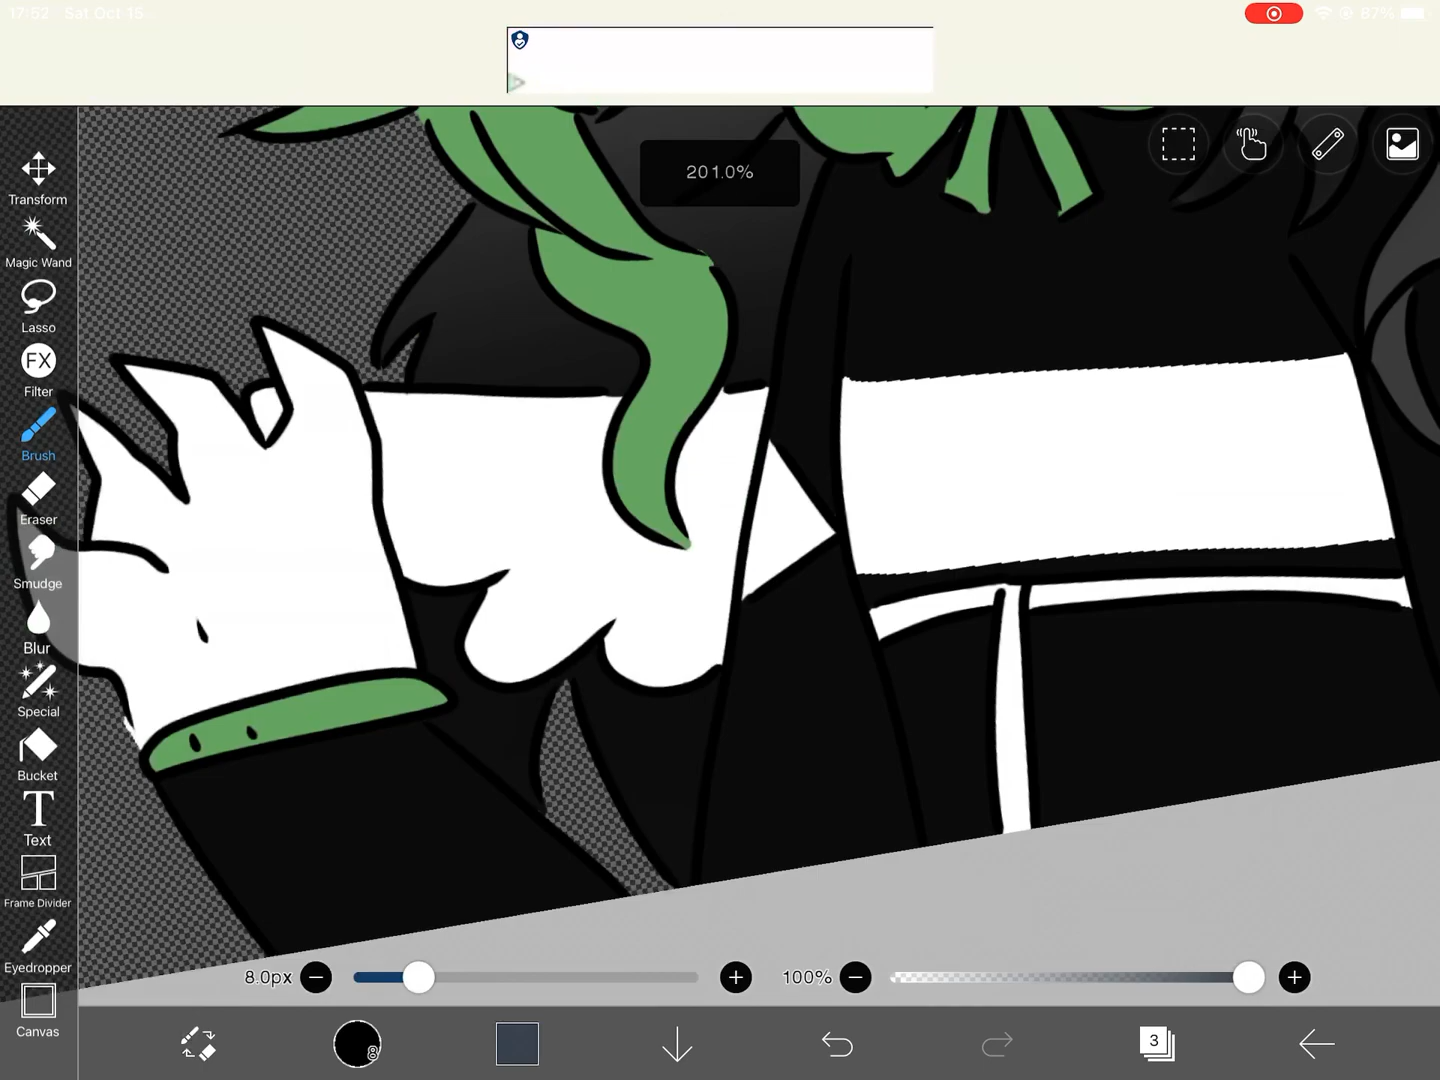 17:52 Sat Oct 15
87%
201.0%
Transform
Magic Wand
Lasso
FX
Filter
Brush
Eraser
Smudge
Blur
Special
Bucket
T
Text
Frame Divider
Eyedropper
Canvas
8.0px
100%
8
3